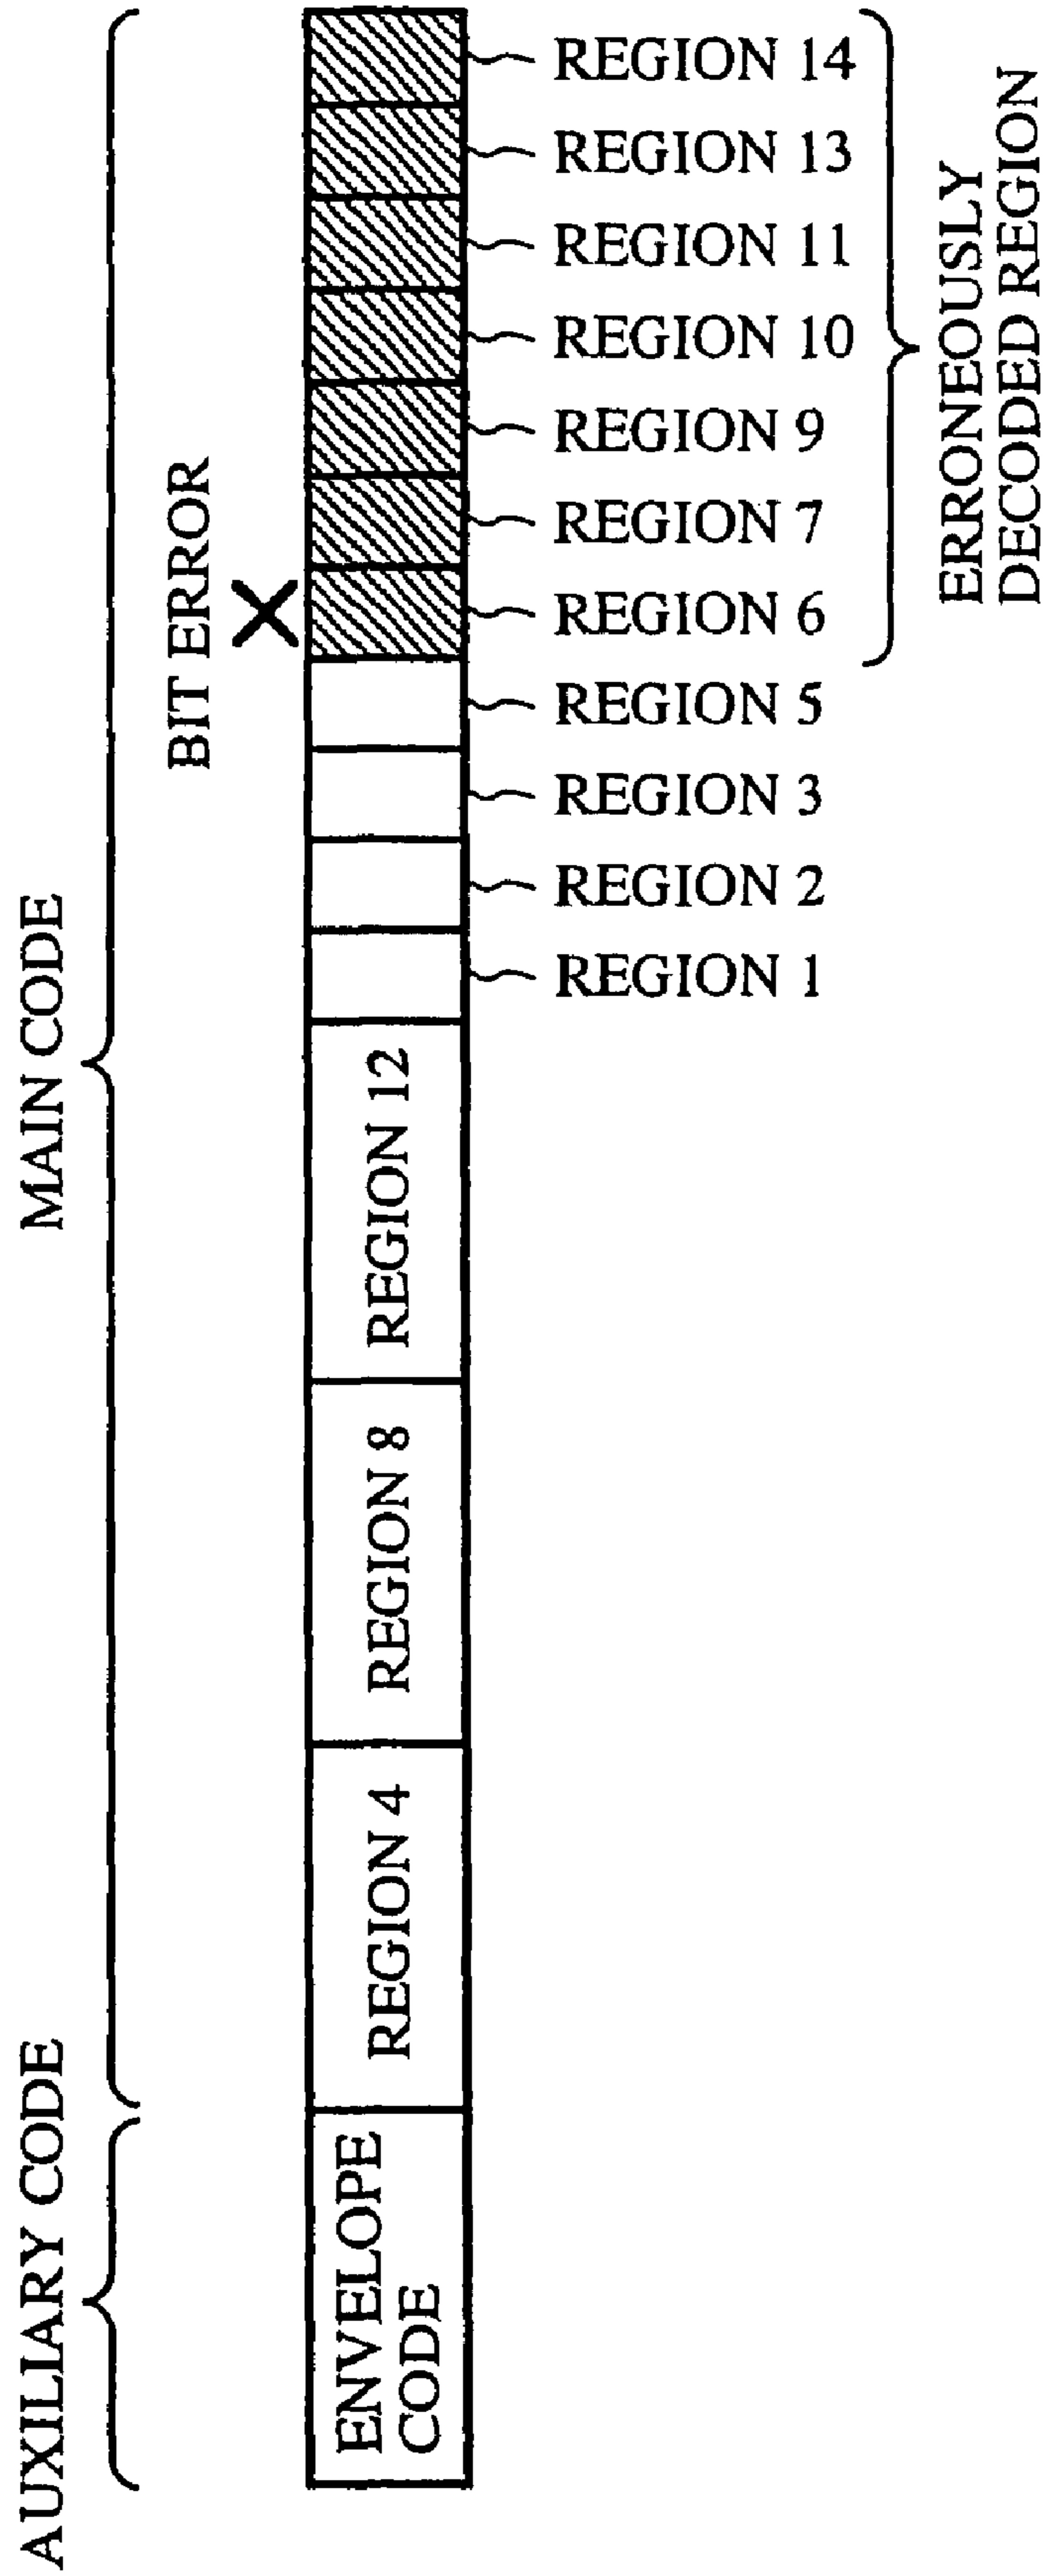 AUXILIARY CODE
MAIN CODE
BIT ERROR
ENVELOPE
CODE
REGION 4
REGION 8
REGION 12
REGION 1
REGION 2
REGION 3
REGION 5
REGION 6
REGION 7
REGION 9
REGION 10
REGION 11
REGION 13
REGION 14
ERRONEOUSLY
DECODED REGION